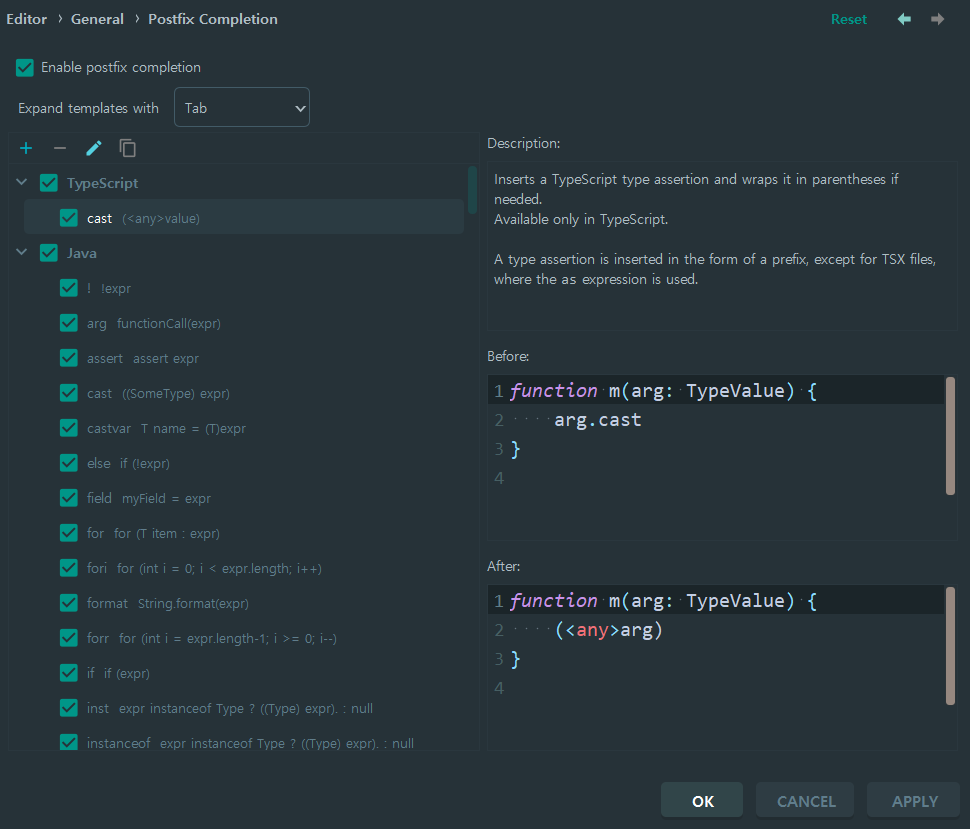 Editor › General › Postfix Completion
Reset
Enable postfix completion
Expand templates with
Tab
TypeScript
cast (<any>value)
Java
! !expr
arg functionCall(expr)
assert assert expr
cast ((SomeType) expr)
castvar T name = (T)expr
else if (!expr)
field myField = expr
for for (T item : expr)
fori for (int i = 0; i < expr.length; i++)
format String.format(expr)
forr for (int i = expr.length-1; i >= 0; i--)
if if (expr)
inst expr instanceof Type ? ((Type) expr). : null
instanceof expr instanceof Type ? ((Type) expr). : null
Description:
Inserts a TypeScript type assertion and wraps it in parentheses if
needed.
Available only in TypeScript.
A type assertion is inserted in the form of a prefix, except for TSX files,
where the as expression is used.
Before:
1 function m(arg: TypeValue) {
2 arg.cast
3 }
4
After:
1 function m(arg: TypeValue) {
2 (<any>arg)
3 }
4
OK
CANCEL
APPLY